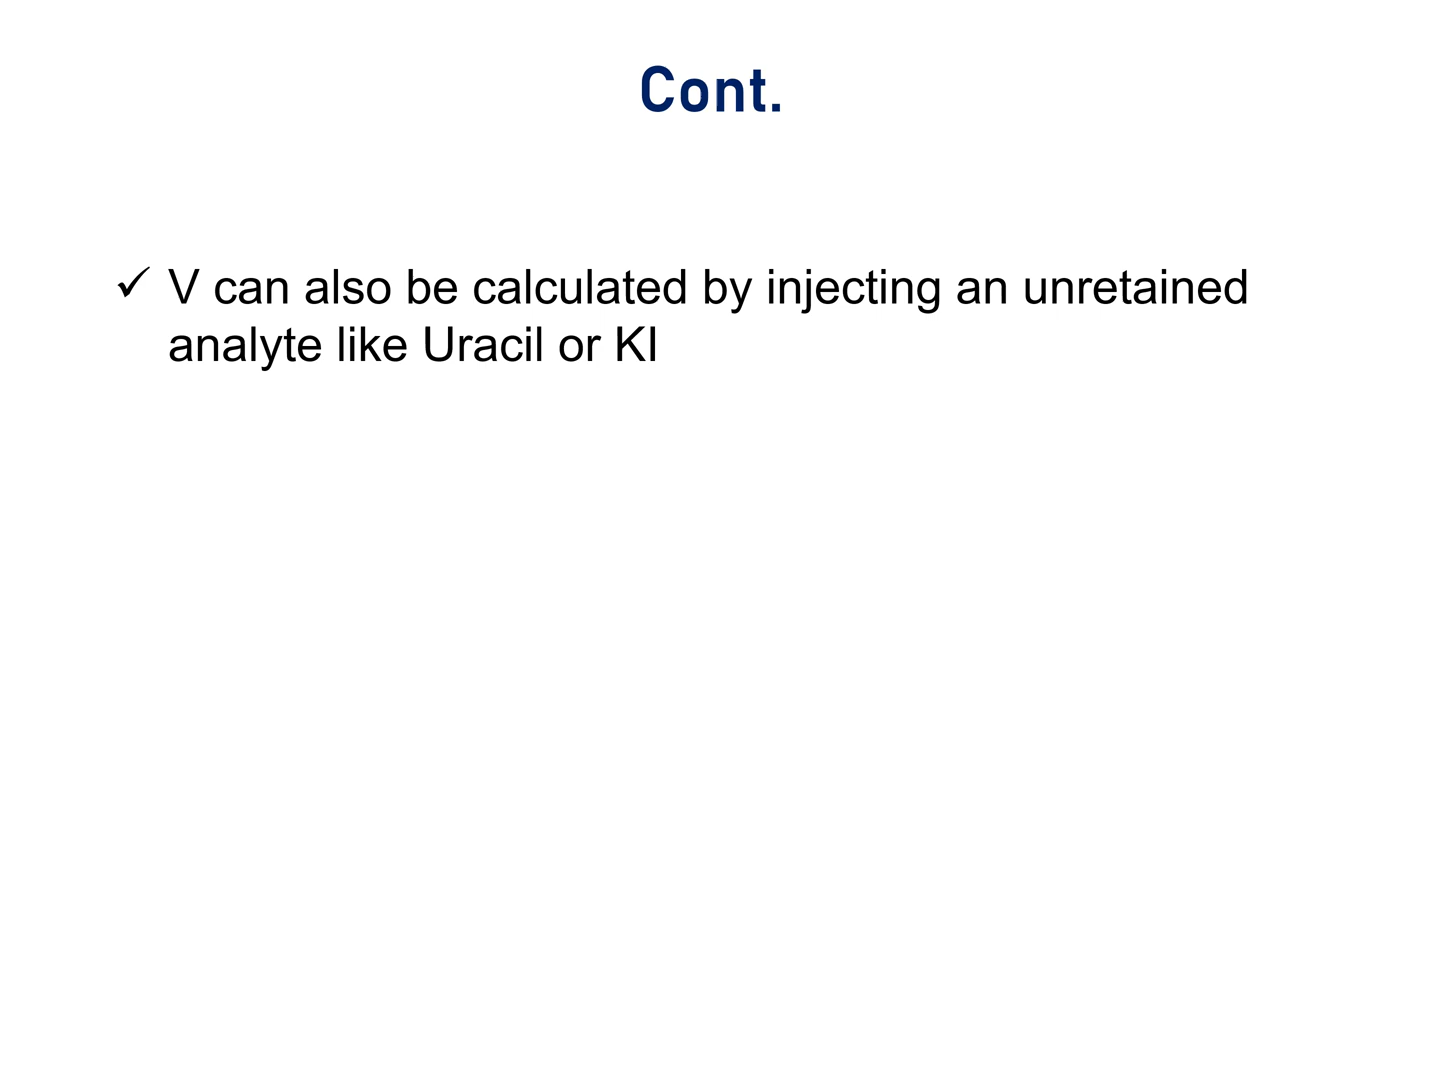 Cont.
✓ V can also be calculated by injecting an unretained
analyte like Uracil or KI